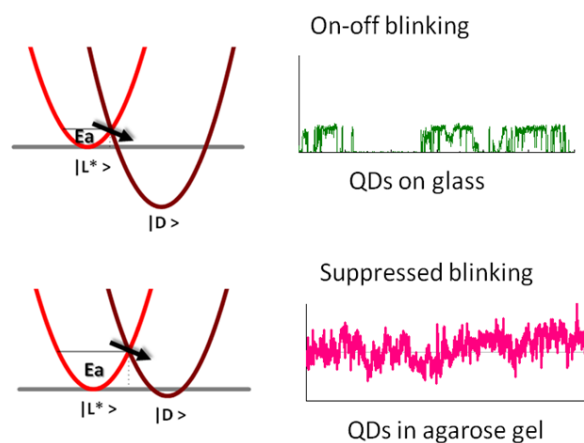 On-off blinking
Ea
|L* >
|D >
QDs on glass
Suppressed blinking
Ea
|L* >
|D >
QDs in agarose gel